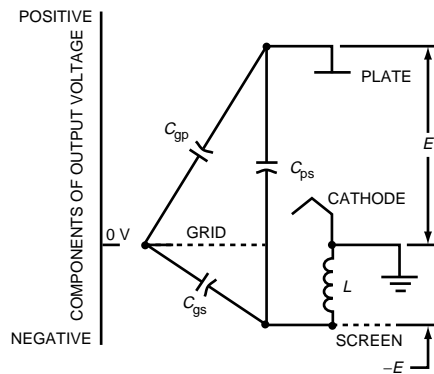 POSITIVE
COMPONENTS OF OUTPUT VOLTAGE
PLATE
Cgp
Cps
E
CATHODE
0 V
GRID
L
Cgs
NEGATIVE
SCREEN
–E